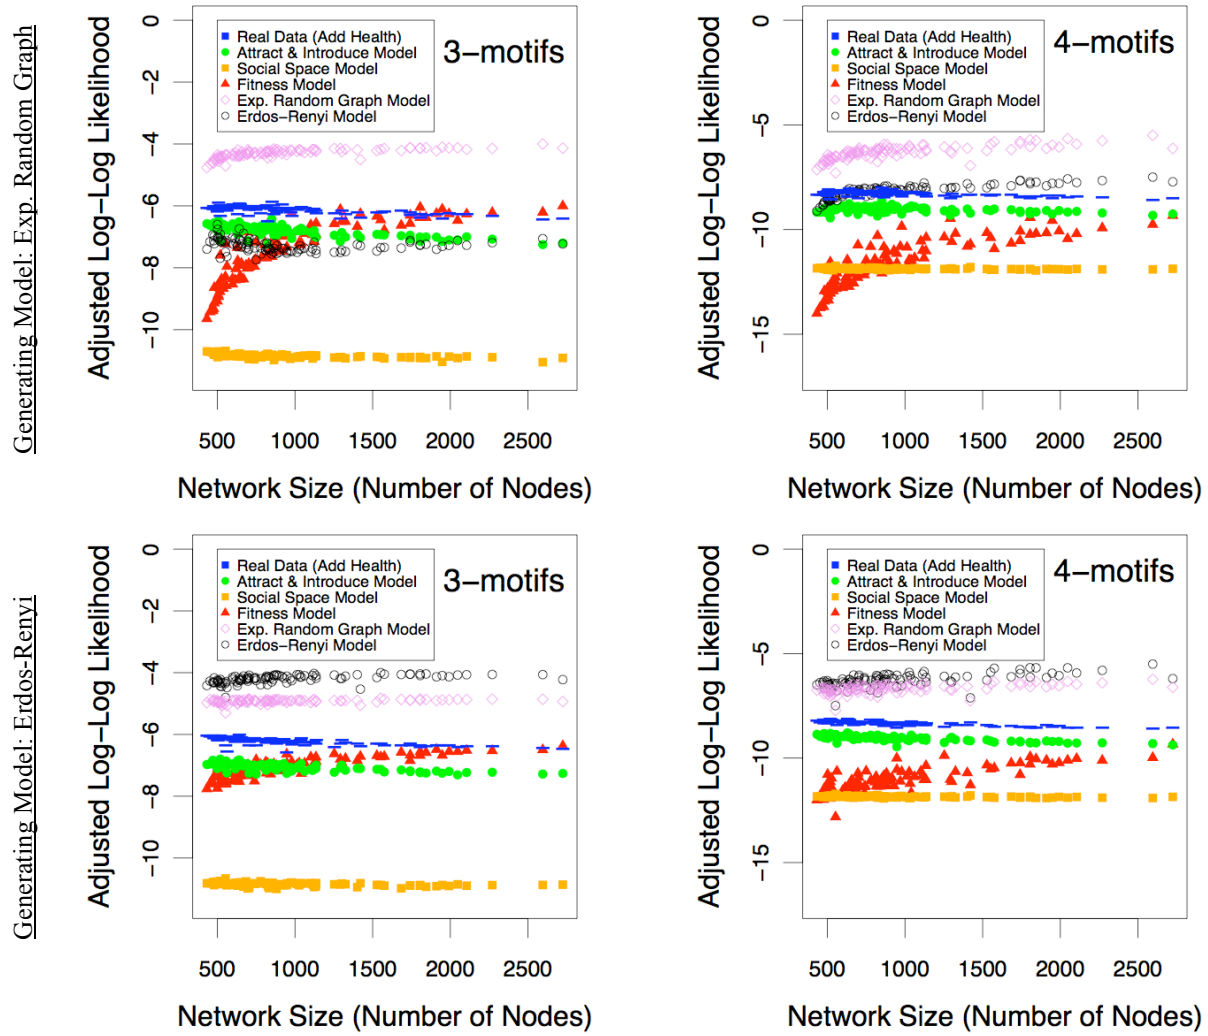 Generating Model: Exp. Random Graph
Adjusted Log-Log Likelihood
0
-2
-4
-6
-8
-10
Real Data (Add Health)
Attract & Introduce Model
Social Space Model
Fitness Model
Exp. Random Graph Model
Erdos-Renyi Model
3-motifs
500 1000 1500 2000 2500
Network Size (Number of Nodes)
Adjusted Log-Log Likelihood
0
-5
-10
-15
Real Data (Add Health)
Attract & Introduce Model
Social Space Model
Fitness Model
Exp. Random Graph Model
Erdos-Renyi Model
4-motifs
500 1000 1500 2000 2500
Network Size (Number of Nodes)
Generating Model: Erdos-Renyi
Adjusted Log-Log Likelihood
0
-2
-4
-6
-8
-10
Real Data (Add Health)
Attract & Introduce Model
Social Space Model
Fitness Model
Exp. Random Graph Model
Erdos-Renyi Model
3-motifs
500 1000 1500 2000 2500
Network Size (Number of Nodes)
Adjusted Log-Log Likelihood
0
-5
-10
-15
Real Data (Add Health)
Attract & Introduce Model
Social Space Model
Fitness Model
Exp. Random Graph Model
Erdos-Renyi Model
4-motifs
500 1000 1500 2000 2500
Network Size (Number of Nodes)